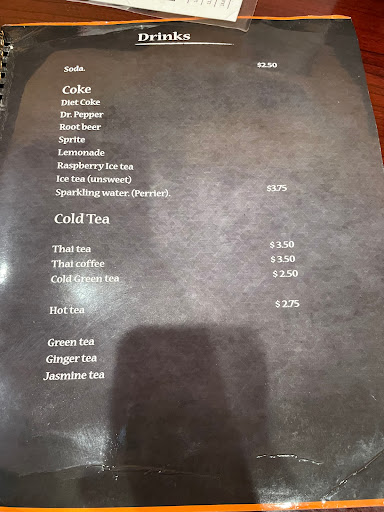 Drinks
Soda. $2.50
Coke
Diet Coke
Dr. Pepper
Root beer
Sprite
Lemonade
Raspberry Ice tea
Ice tea (unsweet)
Sparkling water. (Perrier). $3.75
Cold Tea
Thai tea $3.50
Thai coffee $3.50
Cold Green tea $2.50
Hot tea $2.75
Green tea
Ginger tea
Jasmine tea